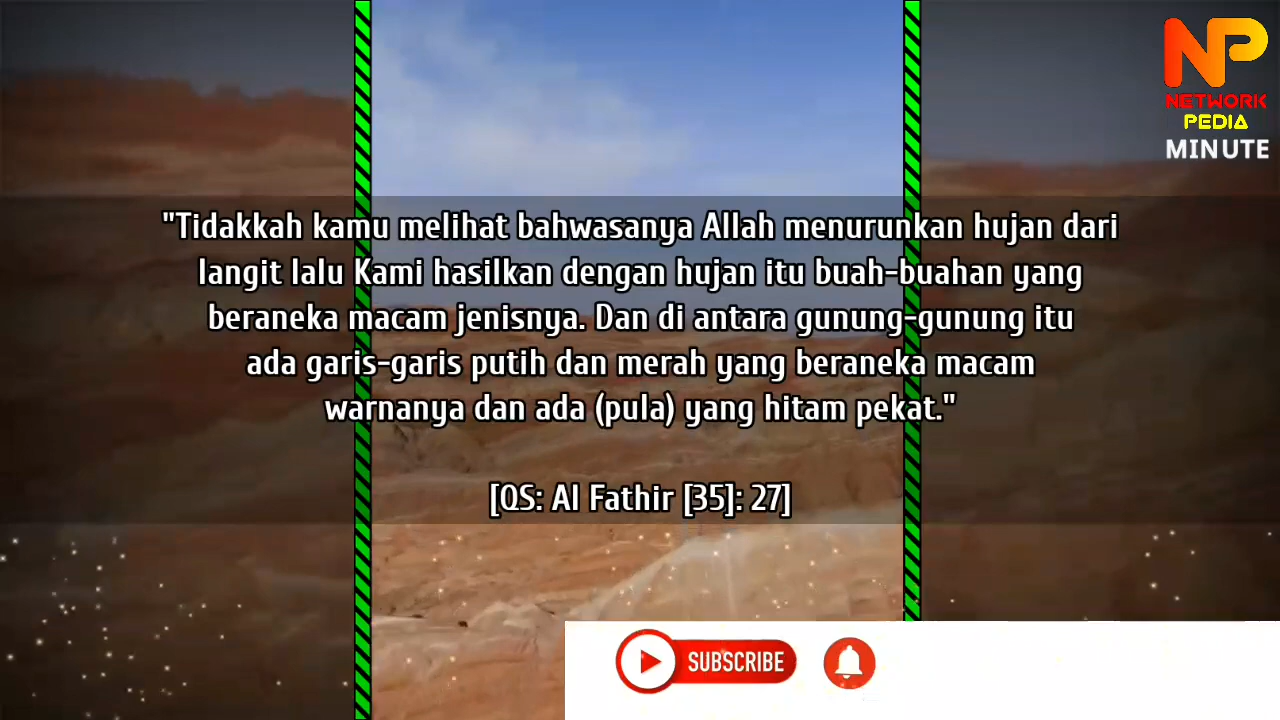 NP
NETWORK
PEDIA
MINUTE
"Tidakkah kamu melihat bahwasanya Allah menurunkan hujan dari
langit lalu Kami hasilkan dengan hujan itu buah-buahan yang
beraneka macam jenisnya. Dan di antara gunung-gunung itu
ada garis-garis putih dan merah yang beraneka macam
warnanya dan ada (pula) yang hitam pekat."
[QS: Al Fathir [35]: 27]
SUBSCRIBE